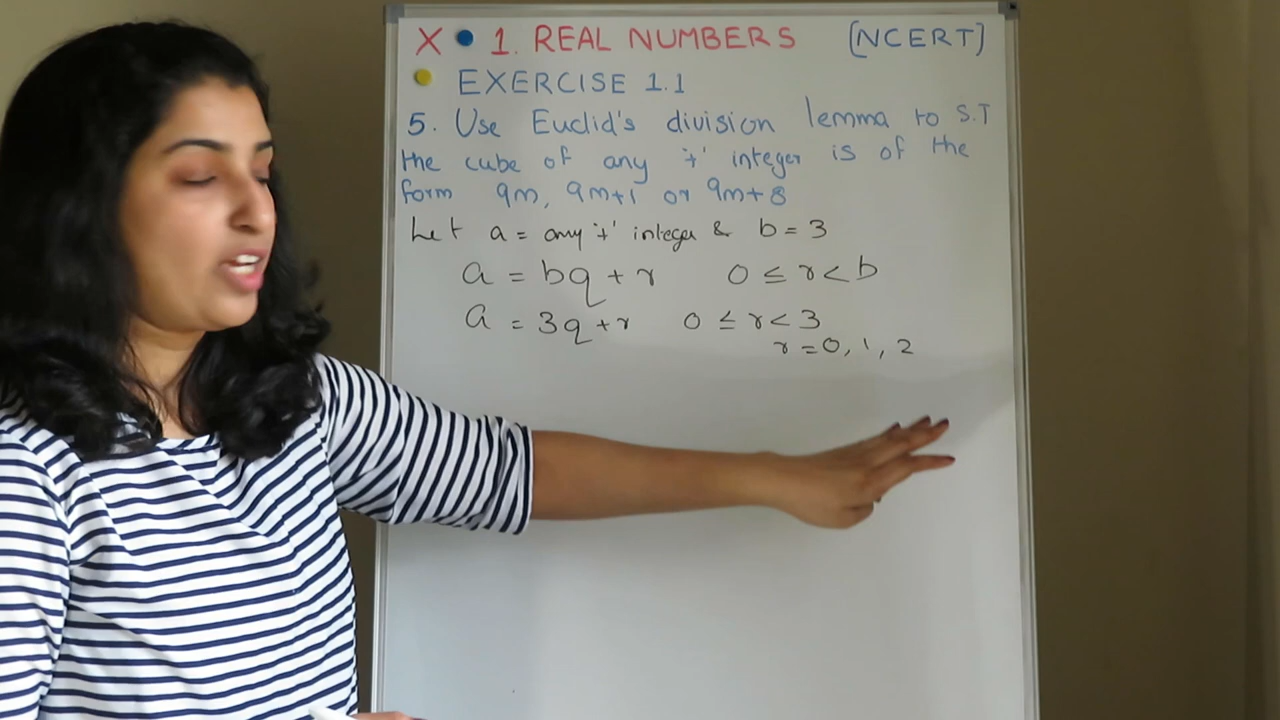 X 1. REAL NUMBERS [NCERT]
EXERCISE 1.1
5. Use Euclid's division lemma to S.T
the cube of any '+' integer is of the
form 9m, 9m+1 or 9m+8
Let a = any '+' integer & b = 3
a = bq + r 0 ≤ r < b
a = 3q + r 0 ≤ r < 3
r = 0, 1, 2